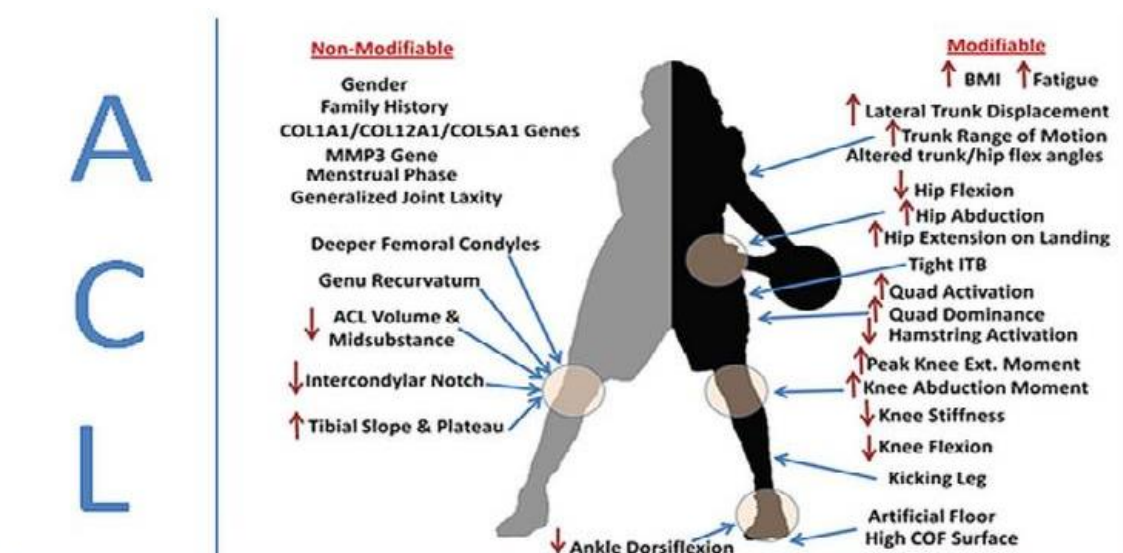 A
C
L
Non-Modifiable
Gender
Family History
COL1A1/COL12A1/COL5A1 Genes
MMP3 Gene
Menstrual Phase
Generalized Joint Laxity
Deeper Femoral Condyles
Genu Recurvatum
↓ ACL Volume &
Midsubstance
↓ Intercondylar Notch
↑ Tibial Slope & Plateau
↓ Ankle Dorsiflexion
Modifiable
↑ BMI ↑ Fatigue
↑ Lateral Trunk Displacement
↑ Trunk Range of Motion
Altered trunk/hip flex angles
↓ Hip Flexion
↑ Hip Abduction
↑ Hip Extension on Landing
Tight ITB
↑ Quad Activation
↑ Quad Dominance
↓ Hamstring Activation
↑ Peak Knee Ext. Moment
↑ Knee Abduction Moment
↓ Knee Stiffness
↓ Knee Flexion
Kicking Leg
Artificial Floor
High COF Surface